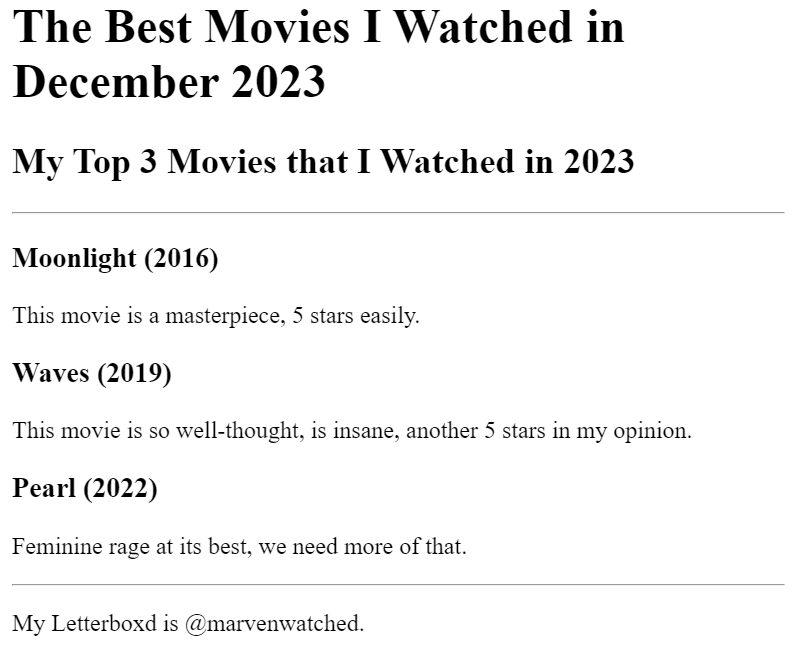 The Best Movies I Watched in
December 2023
My Top 3 Movies that I Watched in 2023
Moonlight (2016)
This movie is a masterpiece, 5 stars easily.
Waves (2019)
This movie is so well-thought, is insane, another 5 stars in my opinion.
Pearl (2022)
Feminine rage at its best, we need more of that.
My Letterboxd is @marvenwatched.